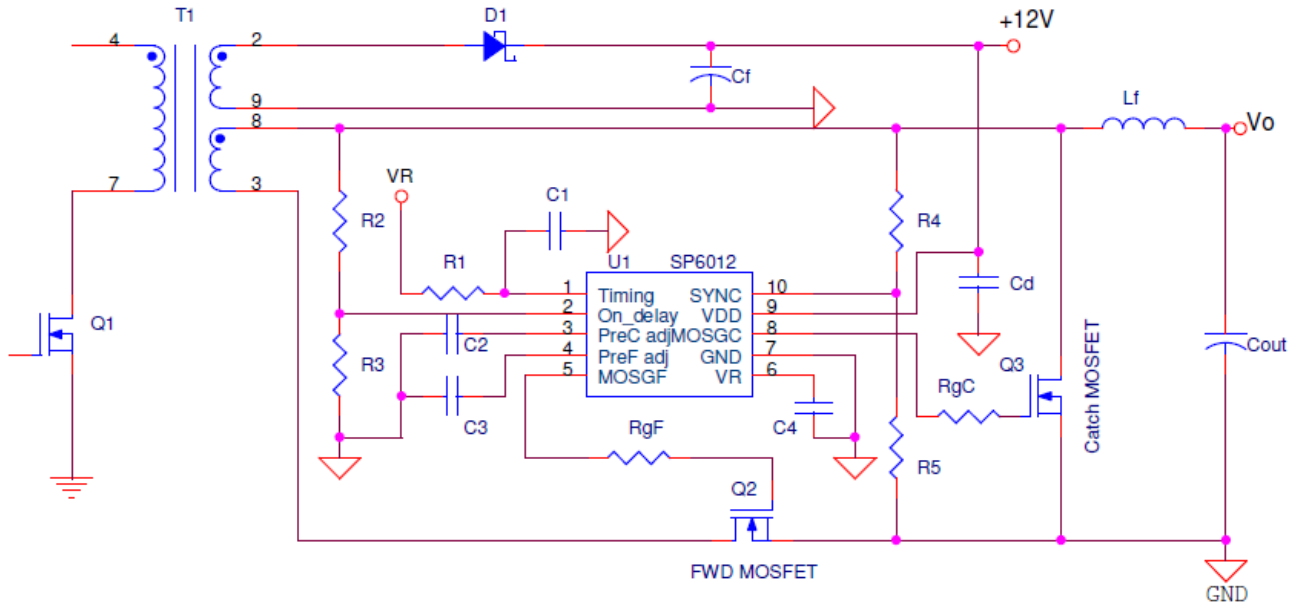 T1
D1
+12V
4
2
Cf
9
Lf
8
Vo
7
3
VR
C1
R2
R4
R1
U1 SP6012
1 Timing SYNC 10
2 On_delay VDD 9
3 PreC adj MOSGC 8
4 PreF adj GND 7
5 MOSGF VR 6
Cd
Q1
C2
R3
C3
Q3
Catch MOSFET
Cout
RgC
C4
RgF
R5
Q2
FWD MOSFET
GND